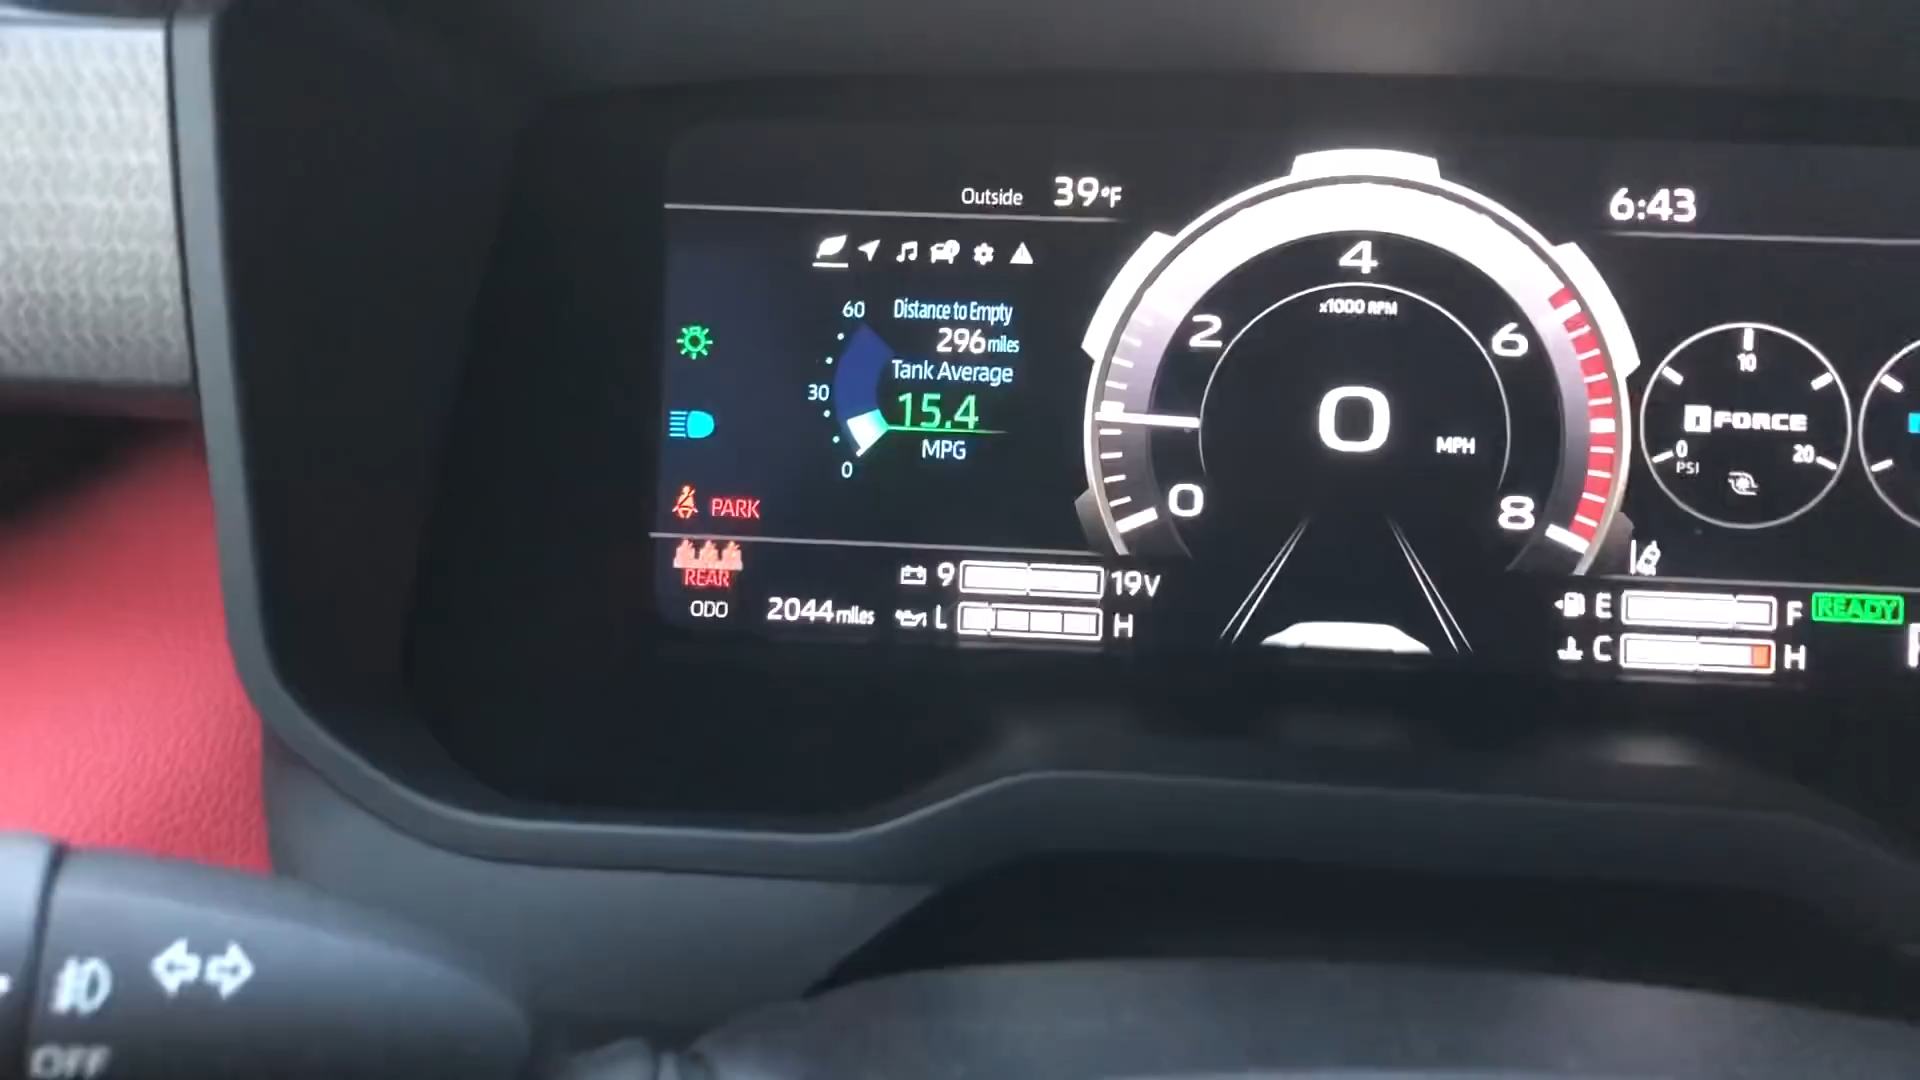 Outside 39°F
6:43
60
30
0
Distance to Empty
296 miles
Tank Average
15.4
MPG
PARK
REAR
ODO 2044 miles
9 19V
L H
0
2
4
6
8
x1000 RPM
0
MPH
10
i FORCE
0
PSI
20
E F
READY
C H
OFF